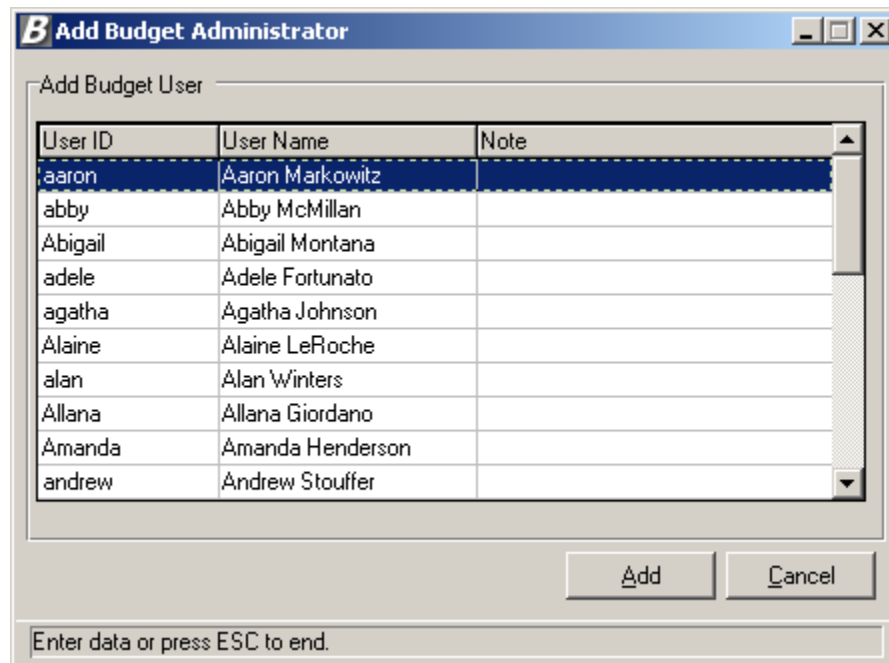 B Add Budget Administrator
Add Budget User
User ID User Name Note
aaron Aaron Markowitz
abby Abby McMillan
Abigail Abigail Montana
adele Adele Fortunato
agatha Agatha Johnson
Alaine Alaine LeRoche
alan Alan Winters
Allana Allana Giordano
Amanda Amanda Henderson
andrew Andrew Stouffer
Add Cancel
Enter data or press ESC to end.